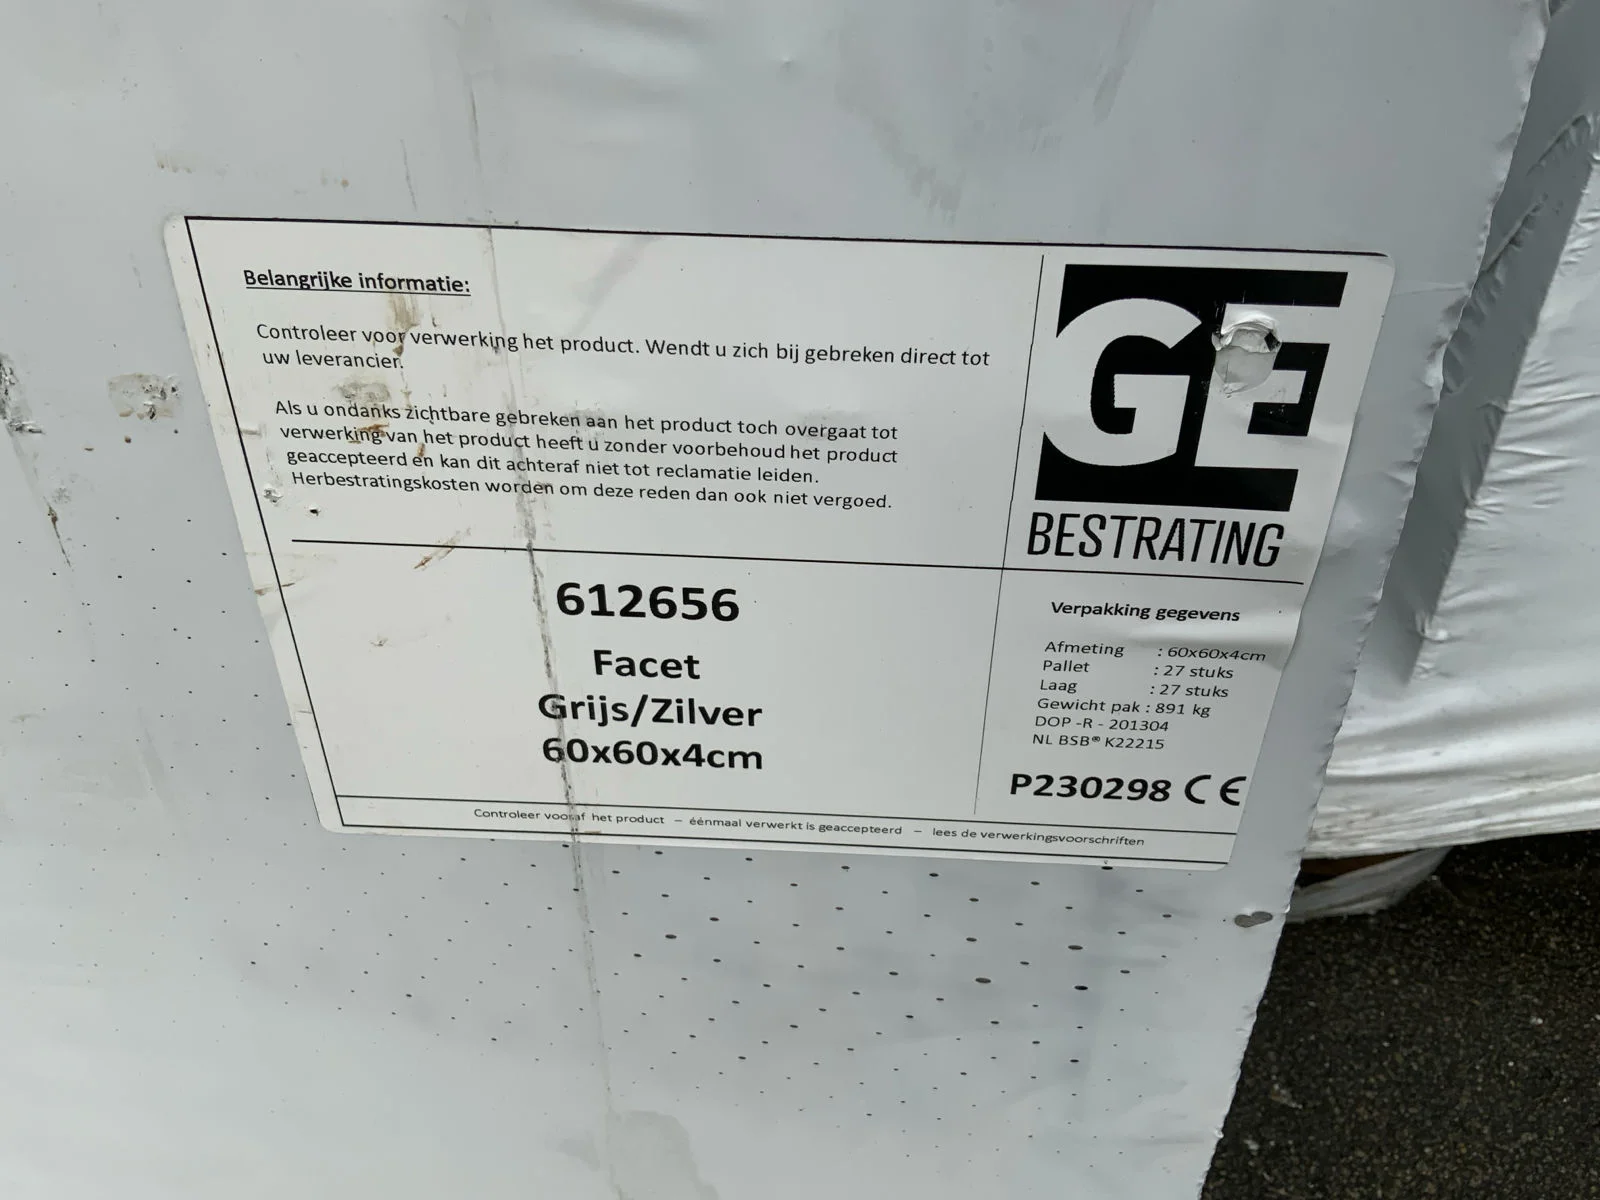 Belangrijke informatie:
Controleer voor verwerking het product. Wendt u zich bij gebreken direct tot
uw leverancier.
Als u ondanks zichtbare gebreken aan het product toch overgaat tot
verwerking van het product heeft u zonder voorbehoud het product
geaccepteerd en kan dit achteraf niet tot reclamatie leiden.
Herbestratingskosten worden om deze reden dan ook niet vergoed.
GE
BESTRATING
612656
Facet
Grijs/Zilver
60x60x4cm
Verpakking gegevens
Afmeting : 60x60x4cm
Pallet : 27 stuks
Laag : 27 stuks
Gewicht pak : 891 kg
DOP -R - 201304
NL BSB® K22215
P230298 CE
Controleer vooraf het product – éénmaal verwerkt is geaccepteerd – lees de verwerkingsvoorschriften